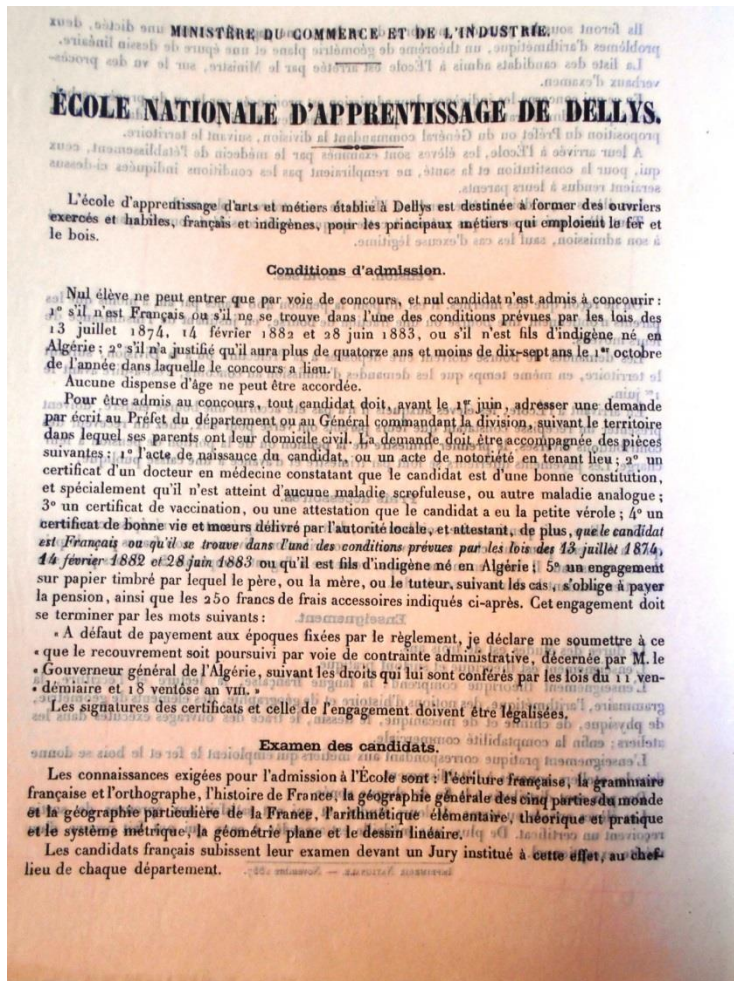 MINISTÈRE DU COMMERCE ET DE L'INDUSTRIE.
ÉCOLE NATIONALE D'APPRENTISSAGE DE DELLYS.
L'école d'apprentissage d'arts et métiers établie à Dellys est destinée à former des ouvriers
exercés et habiles, français et indigènes, pour les principaux métiers qui emploient le fer et
le bois.
Conditions d'admission.
Nul élève ne peut entrer que par voie de concours, et nul candidat n'est admis à concourir :
1° s'il n'est Français ou s'il ne se trouve dans l'une des conditions prévues par les lois des
13 juillet 1874, 14 février 1882 et 28 juin 1883, ou s'il n'est fils d'indigène né en
Algérie ; 2° s'il n'a justifié qu'il aura plus de quatorze ans et moins de dix-sept ans le 1er octobre
de l'année dans laquelle le concours a lieu.
Aucune dispense d'âge ne peut être accordée.
Pour être admis au concours, tout candidat doit, avant le 1er juin, adresser une demande
par écrit au Préfet du département ou au Général commandant la division, suivant le territoire
dans lequel ses parents ont leur domicile civil. La demande doit être accompagnée des pièces
suivantes : 1° l'acte de naissance du candidat, ou un acte de notoriété en tenant lieu ; 2° un
certificat d'un docteur en médecine constatant que le candidat est d'une bonne constitution,
et spécialement qu'il n'est atteint d'aucune maladie scrofuleuse, ou autre maladie analogue ;
3° un certificat de vaccination, ou une attestation que le candidat a eu la petite vérole ; 4° un
certificat de bonne vie et mœurs délivré par l'autorité locale, et attestant, de plus, que le candidat
est Français ou qu'il se trouve dans l'une des conditions prévues par les lois des 13 juillet 1874,
14 février 1882 et 28 juin 1883 ou qu'il est fils d'indigène né en Algérie ; 5° un engagement
sur papier timbré par lequel le père, ou la mère, ou le tuteur, suivant les cas, s'oblige à payer
la pension, ainsi que les 250 francs de frais accessoires indiqués ci-après. Cet engagement doit
se terminer par les mots suivants :
« A défaut de payement aux époques fixées par le règlement, je déclare me soumettre à ce
« que le recouvrement soit poursuivi par voie de contrainte administrative, décernée par M. le
« Gouverneur général de l'Algérie, suivant les droits qui lui sont conférés par les lois du 11 ven-
« démiaire et 18 ventôse an VIII. »
Les signatures des certificats et celle de l'engagement doivent être légalisées.
Examen des candidats.
Les connaissances exigées pour l'admission à l'École sont : l'écriture française, la grammaire
française et l'orthographe, l'histoire de France, la géographie générale des cinq parties du monde
et la géographie particulière de la France, l'arithmétique élémentaire, théorique et pratique
et le système métrique, la géométrie plane et le dessin linéaire.
Les candidats français subissent leur examen devant un Jury institué à cette effet, au chef-
lieu de chaque département.